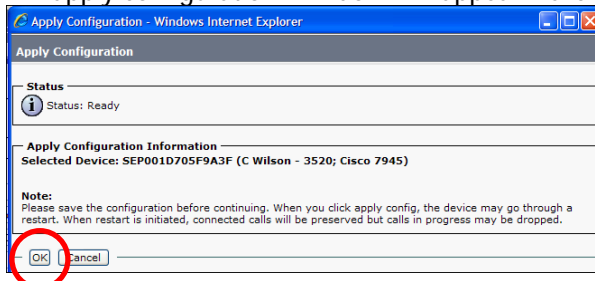 Apply Configuration - Windows Internet Explorer
Apply Configuration
Status
Status: Ready
Apply Configuration Information
Selected Device: SEP001D705F9A3F (C Wilson - 3520; Cisco 7945)
Note:
Please save the configuration before continuing. When you click apply config, the device may go through a
restart. When restart is initiated, connected calls will be preserved but calls in progress may be dropped.
OK Cancel